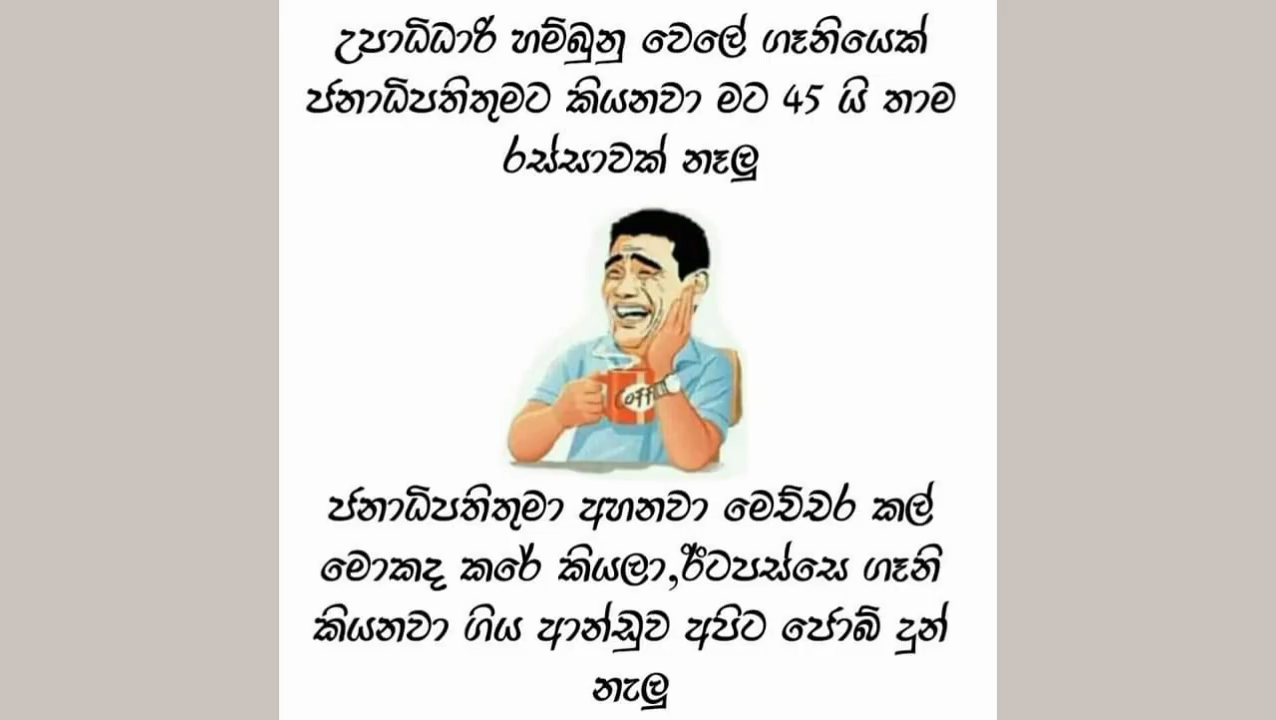 උපාධිධාරි හම්බුනු වෙලේ ගෑනියෙක්
ජනාධිපතිතුමට කියනවා මට 45 යි තාම
රස්සාවක් නෑලු
Coff
ජනාධිපතිතුමා අහනවා මෙච්චර කල්
මොකද කරේ කියලා,ඊටපස්සෙ ගෑනි
කියනවා ගිය ආන්ඩුව අපිට ජොබ් දුන්
නැලු